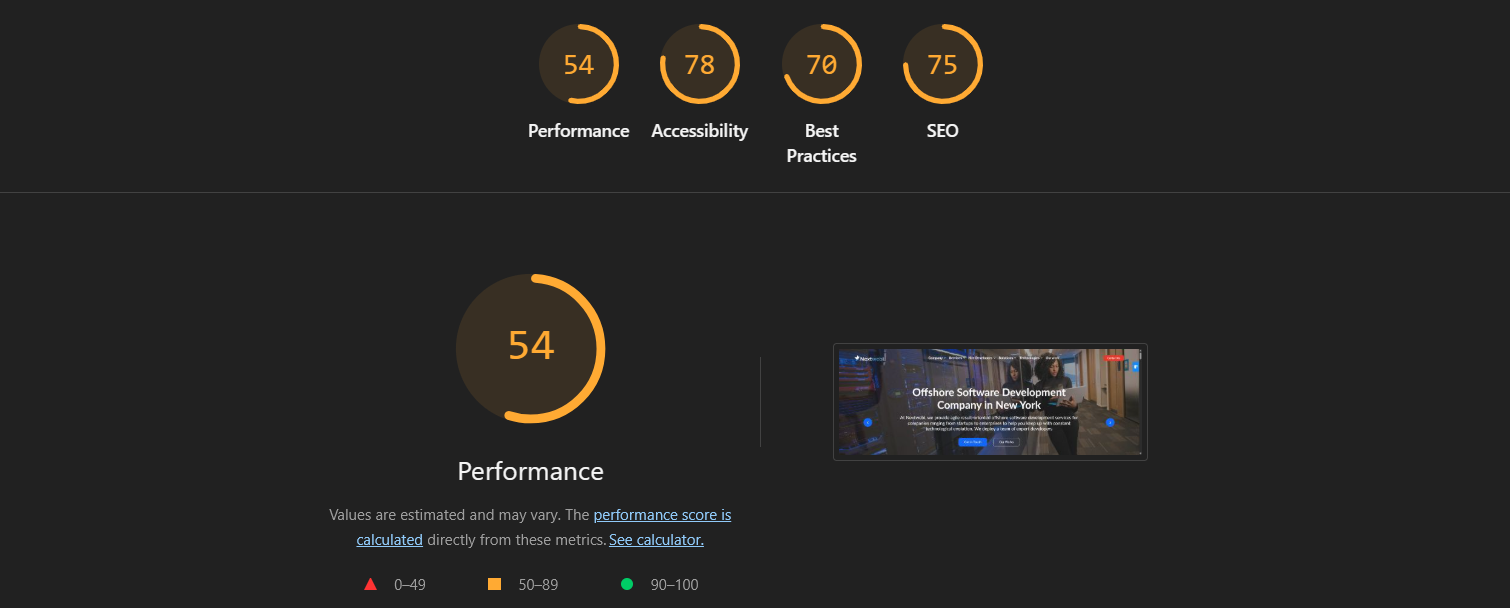 54
78
70
75
Performance
Accessibility
Best
Practices
SEO
54
Performance
Values are estimated and may vary. The performance score is
calculated directly from these metrics. See calculator.
0–49
50–89
90–100
Offshore Software Development
Company in New York